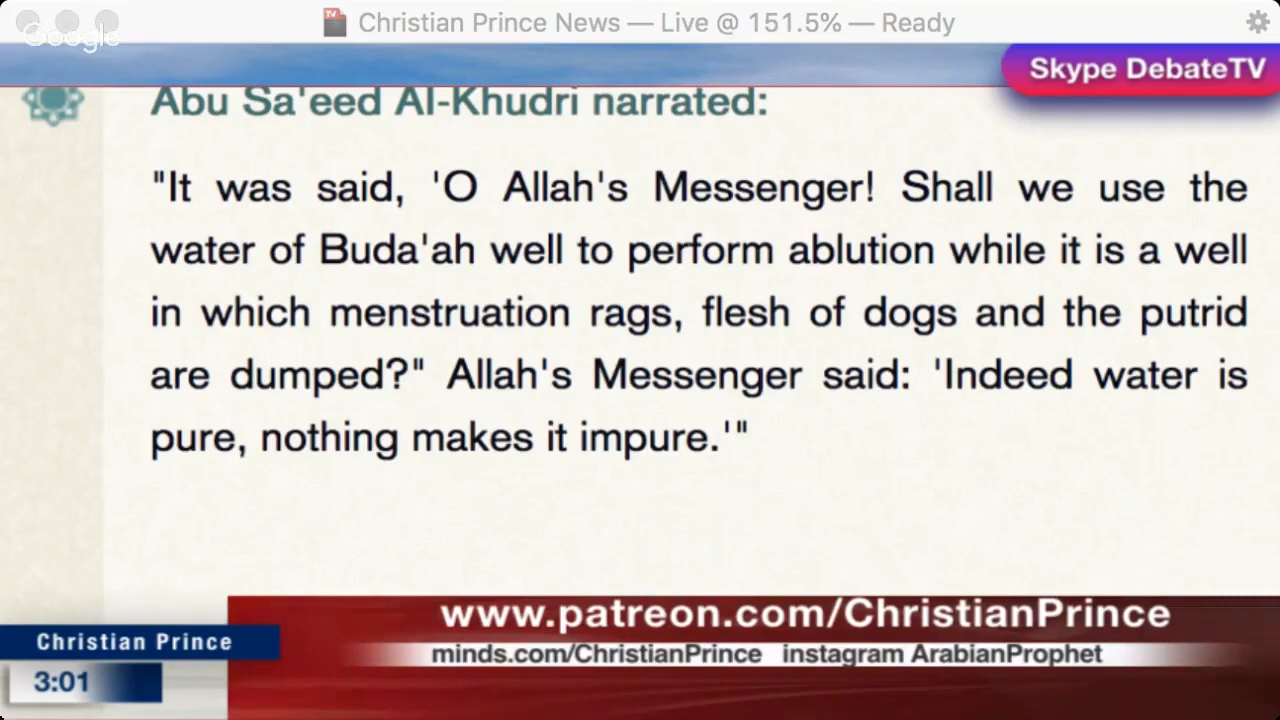 Christian Prince News — Live @ 151.5% — Ready
Google
Skype DebateTV
Abu Sa'eed Al-Khudri narrated:
"It was said, 'O Allah's Messenger! Shall we use the
water of Buda'ah well to perform ablution while it is a well
in which menstruation rags, flesh of dogs and the putrid
are dumped?" Allah's Messenger said: 'Indeed water is
pure, nothing makes it impure.'"
www.patreon.com/ChristianPrince
Christian Prince
minds.com/ChristianPrince instagram ArabianProphet
3:01